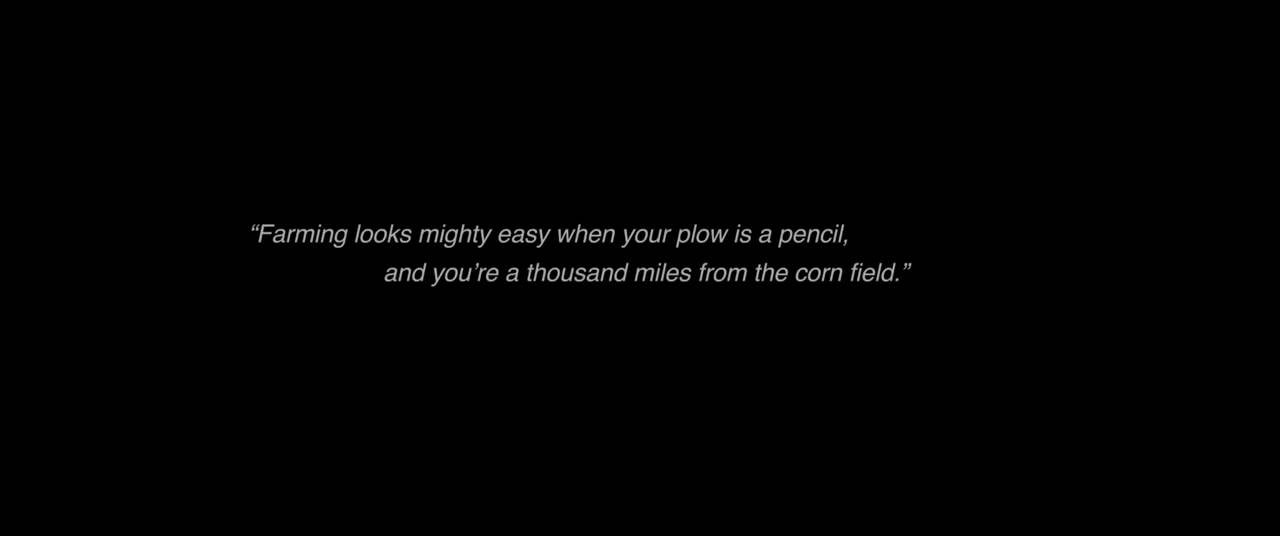 “Farming looks mighty easy when your plow is a pencil,
and you’re a thousand miles from the corn field.”